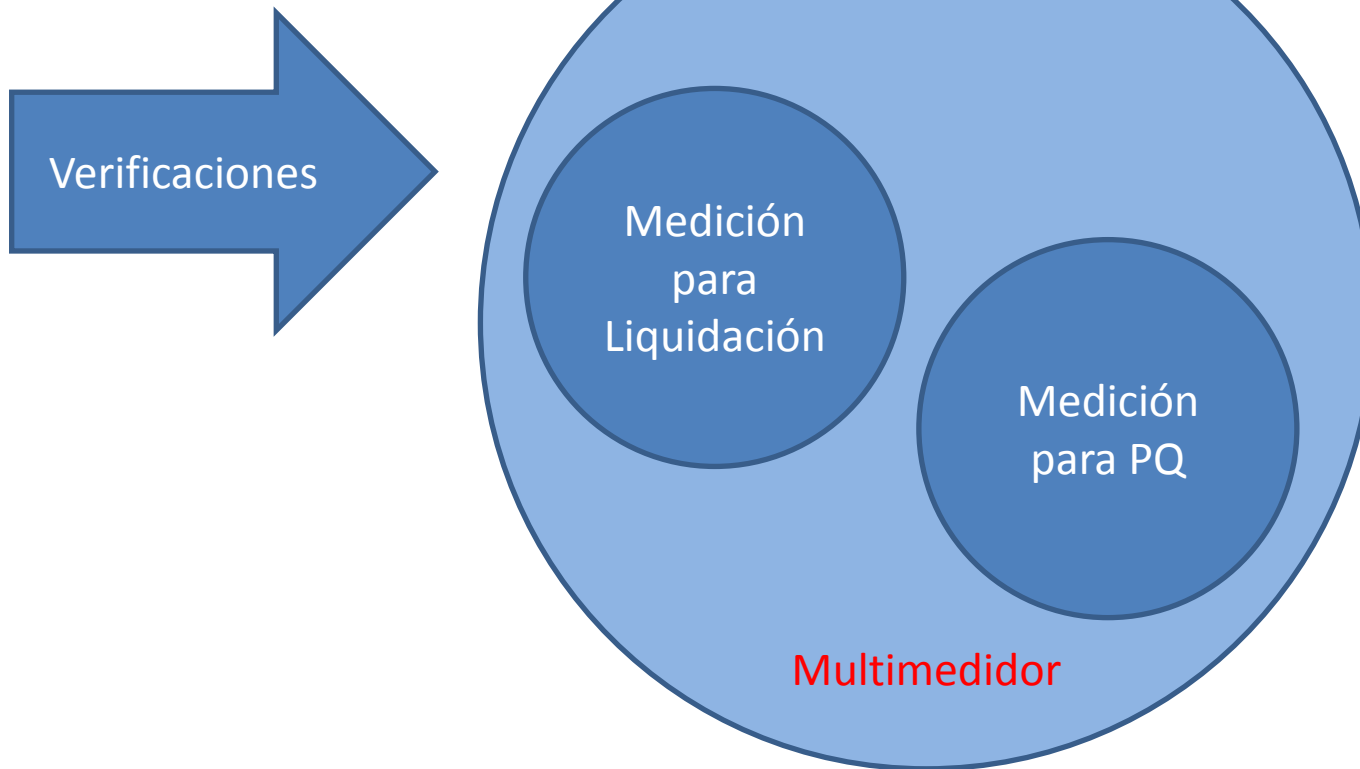 Verificaciones
Medición
para
Liquidación
Medición
para PQ
Multimedidor